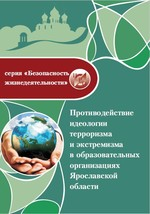 серия «Безопасность
жизнедеятельности»
Противодействие
идеологии
терроризма
и экстремизма
в образовательных
организациях
Ярославской
области